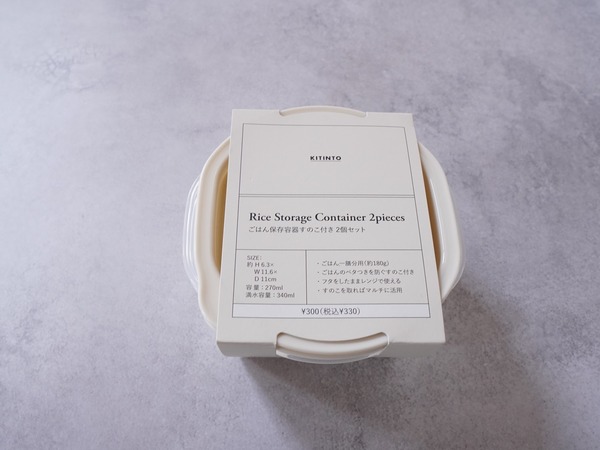 KITINTO
Rice Storage Container 2pieces
ごはん保存容器すのこ付き 2個セット
SIZE:
約 H 6.3×
W 11.6×
D 11cm
容量:270ml
満水容量:340ml
・ごはん一膳分用(約180g)
・ごはんのベタつきを防ぐすのこ付き
・フタをしたままレンジで使える
・すのこを取ればマルチに活用
¥300(税込¥330)